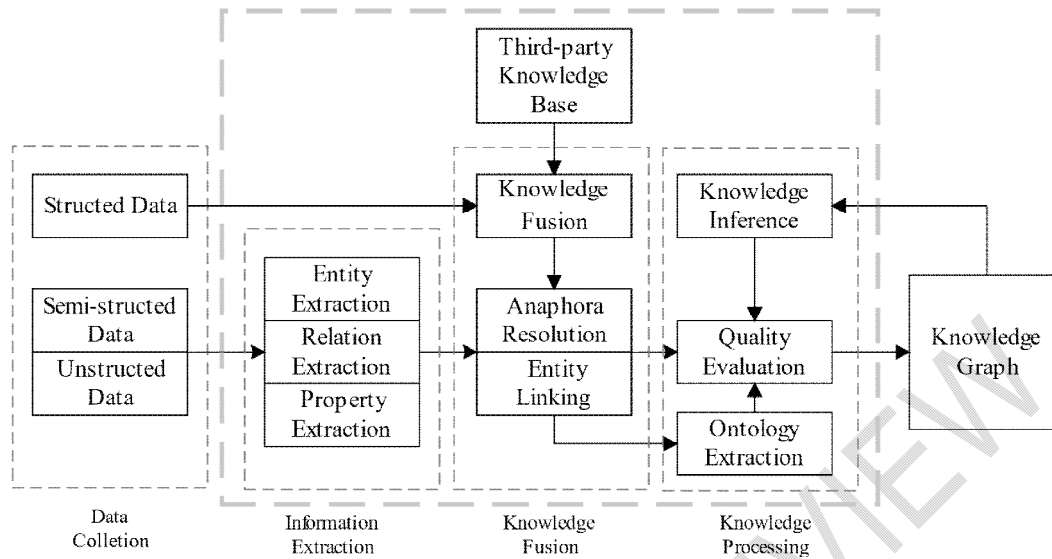 Third-party
Knowledge
Base
Structed Data
Knowledge
Fusion
Knowledge
Inference
Semi-structed
Data
Unstructed
Data
Entity
Extraction
Relation
Extraction
Property
Extraction
Anaphora
Resolution
Entity
Linking
Quality
Evaluation
Ontology
Extraction
Knowledge
Graph
Data
Colletion
Information
Extraction
Knowledge
Fusion
Knowledge
Processing
VIEW